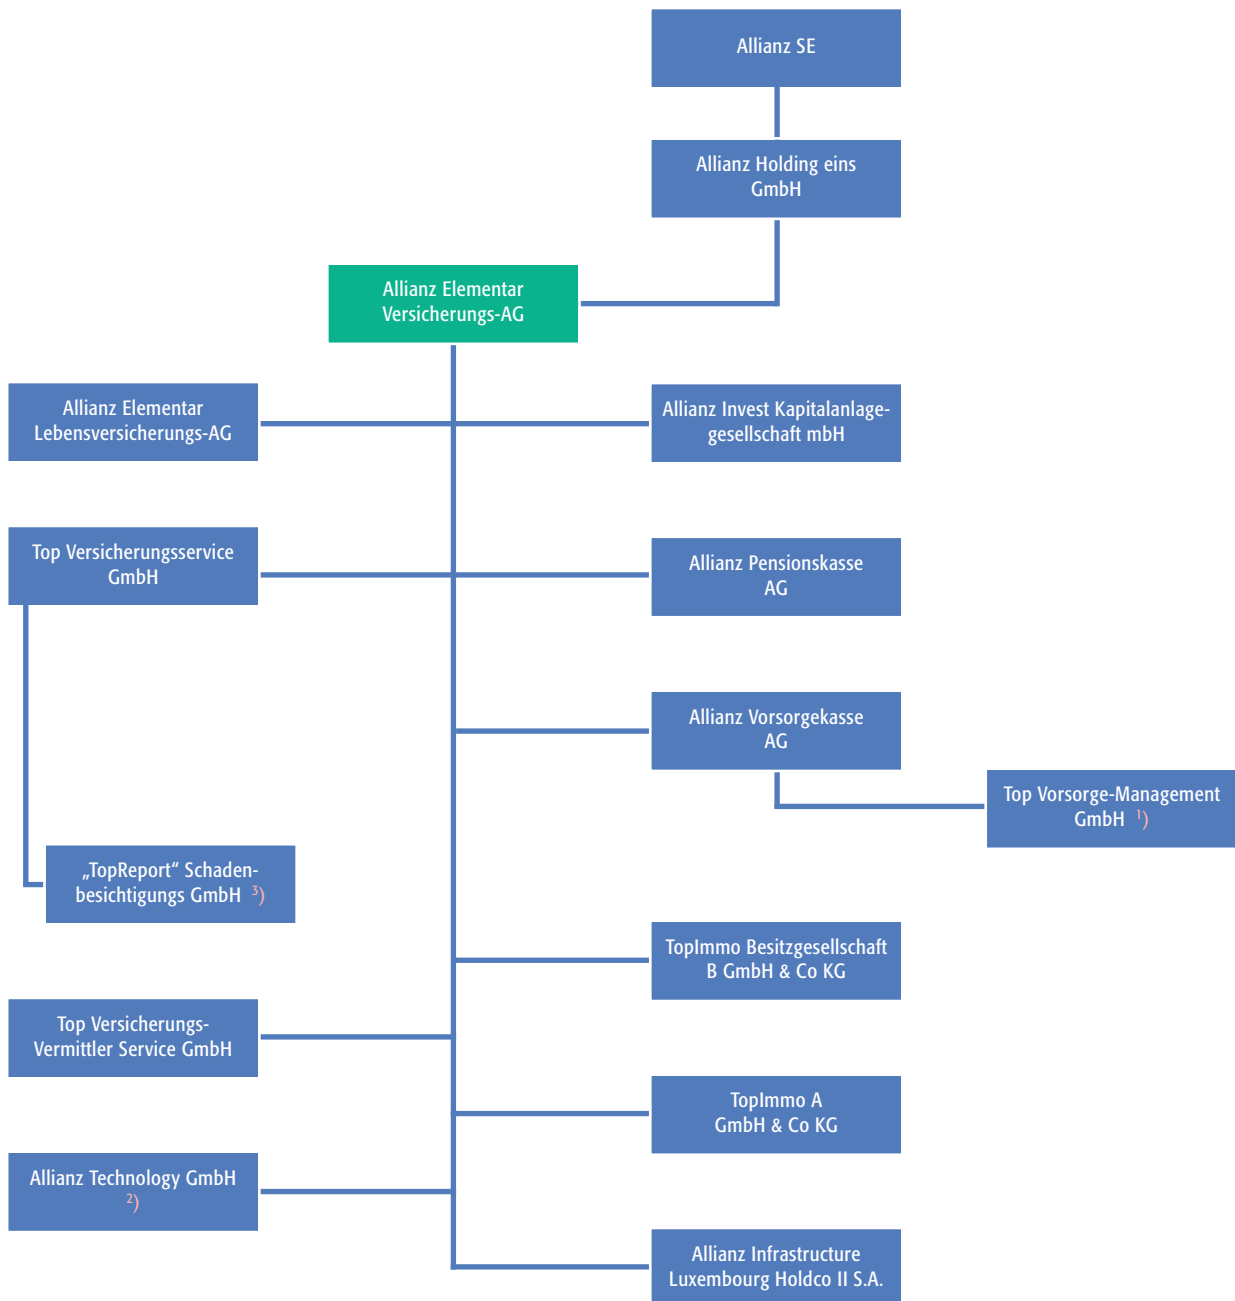 Allianz SE
Allianz Holding eins
GmbH
Allianz Elementar
Versicherungs-AG
Allianz Elementar
Lebensversicherungs-AG
Allianz Invest Kapitalanlage-
gesellschaft mbH
Top Versicherungsservice
GmbH
Allianz Pensionskasse
AG
Allianz Vorsorgekasse
AG
Top Vorsorge-Management
GmbH ¹)
„TopReport“ Schaden-
besichtigungs GmbH ³)
TopImmo Besitzgesellschaft
B GmbH & Co KG
Top Versicherungs-
Vermittler Service GmbH
TopImmo A
GmbH & Co KG
Allianz Technology GmbH
²)
Allianz Infrastructure
Luxembourg Holdco II S.A.